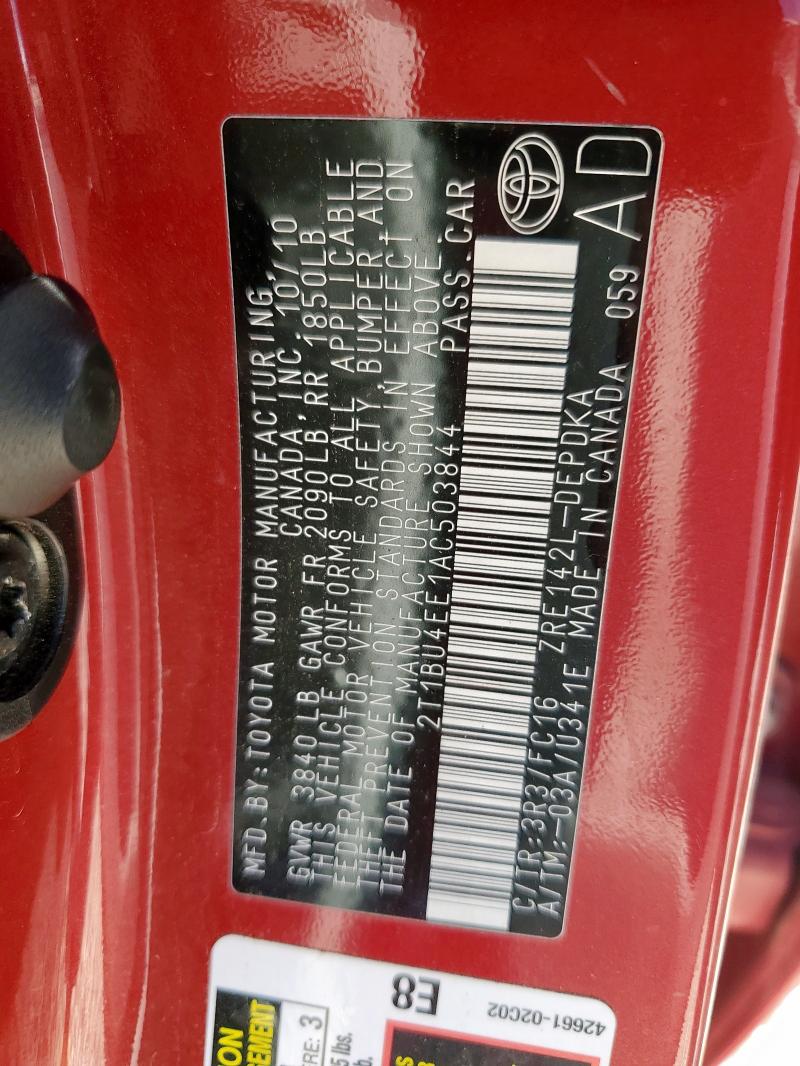 MFD.BY:TOYOTA MOTOR MANUFACTURING,
CANADA, INC. 10/10
GVWR 3840LB GAWR FR 2090LB RR 1850LB
THIS VEHICLE CONFORMS TO ALL APPLICABLE
FEDERAL MOTOR VEHICLE SAFETY, BUMPER, AND
THEFT PREVENTION STANDARDS IN EFFECT ON
THE DATE OF MANUFACTURE SHOWN ABOVE.
2T1BU4EE1AC503844 PASS.CAR
C/TR:3R3/FC16 ZRE142L-DEPDKA
A/TM:-03A/U341E MADE IN CANADA 059
AD
E8
42661-02C02
3
lbs.